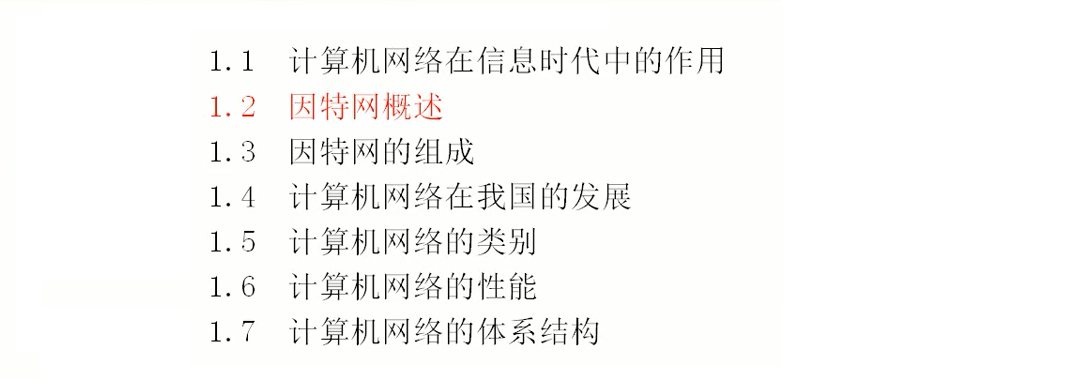 1.1 计算机网络在信息时代中的作用
1.2 因特网概述
1.3 因特网的组成
1.4 计算机网络在我国的发展
1.5 计算机网络的类别
1.6 计算机网络的性能
1.7 计算机网络的体系结构